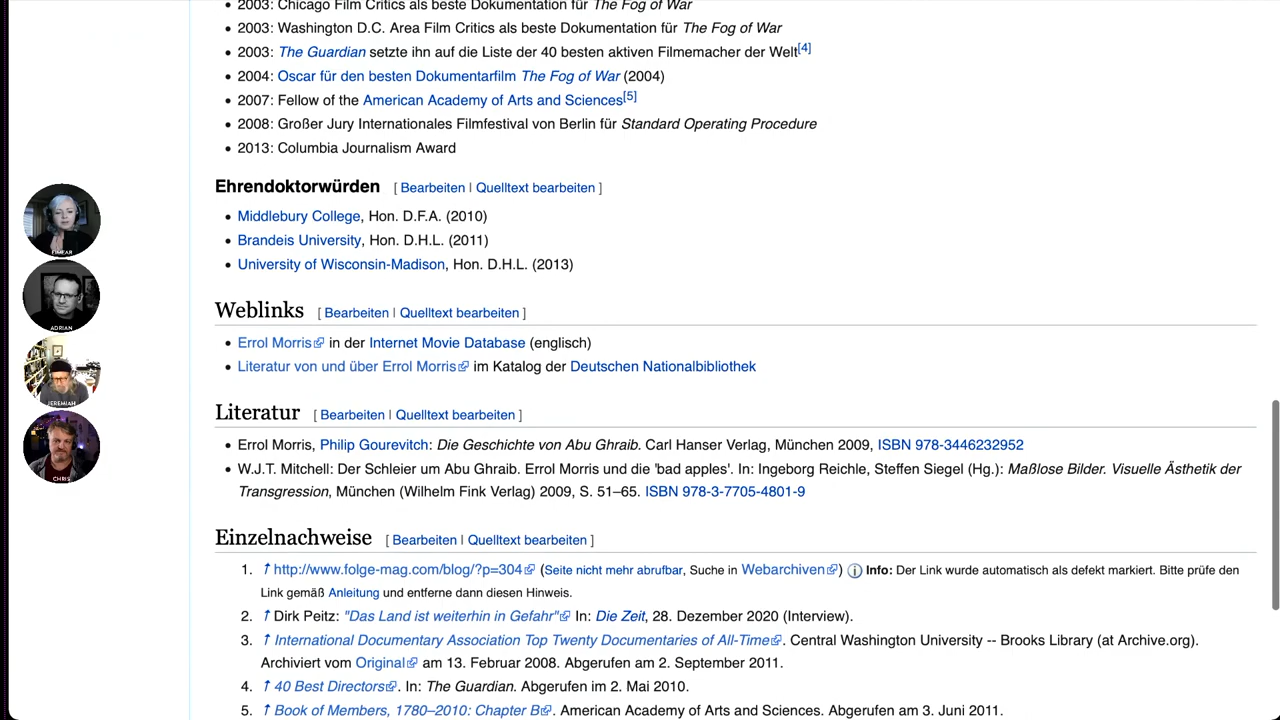 2003: Chicago Film Critics als beste Dokumentation für The Fog of War
2003: Washington D.C. Area Film Critics als beste Dokumentation für The Fog of War
2003: The Guardian setzte ihn auf die Liste der 40 besten aktiven Filmemacher der Welt[4]
2004: Oscar für den besten Dokumentarfilm The Fog of War (2004)
2007: Fellow of the American Academy of Arts and Sciences[5]
2008: Großer Jury Internationales Filmfestival von Berlin für Standard Operating Procedure
2013: Columbia Journalism Award
Ehrendoktorwürden [ Bearbeiten | Quelltext bearbeiten ]
Middlebury College, Hon. D.F.A. (2010)
Brandeis University, Hon. D.H.L. (2011)
University of Wisconsin-Madison, Hon. D.H.L. (2013)
Weblinks [ Bearbeiten | Quelltext bearbeiten ]
Errol Morris in der Internet Movie Database (englisch)
Literatur von und über Errol Morris im Katalog der Deutschen Nationalbibliothek
Literatur [ Bearbeiten | Quelltext bearbeiten ]
Errol Morris, Philip Gourevitch: Die Geschichte von Abu Ghraib. Carl Hanser Verlag, München 2009, ISBN 978-3446232952
W.J.T. Mitchell: Der Schleier um Abu Ghraib. Errol Morris und die 'bad apples'. In: Ingeborg Reichle, Steffen Siegel (Hg.): Maßlose Bilder. Visuelle Ästhetik der
Transgression, München (Wilhelm Fink Verlag) 2009, S. 51–65. ISBN 978-3-7705-4801-9
Einzelnachweise [ Bearbeiten | Quelltext bearbeiten ]
1. ↑ http://www.folge-mag.com/blog/?p=304 (Seite nicht mehr abrufbar, Suche in Webarchiven) Info: Der Link wurde automatisch als defekt markiert. Bitte prüfe den
Link gemäß Anleitung und entferne dann diesen Hinweis.
2. ↑ Dirk Peitz: "Das Land ist weiterhin in Gefahr" In: Die Zeit, 28. Dezember 2020 (Interview).
3. ↑ International Documentary Association Top Twenty Documentaries of All-Time. Central Washington University -- Brooks Library (at Archive.org).
Archiviert vom Original am 13. Februar 2008. Abgerufen am 2. September 2011.
4. ↑ 40 Best Directors. In: The Guardian. Abgerufen im 2. Mai 2010.
5. ↑ Book of Members, 1780–2010: Chapter B. American Academy of Arts and Sciences. Abgerufen am 3. Juni 2011.
ADRIAN
JEREMIAH
CHRIS